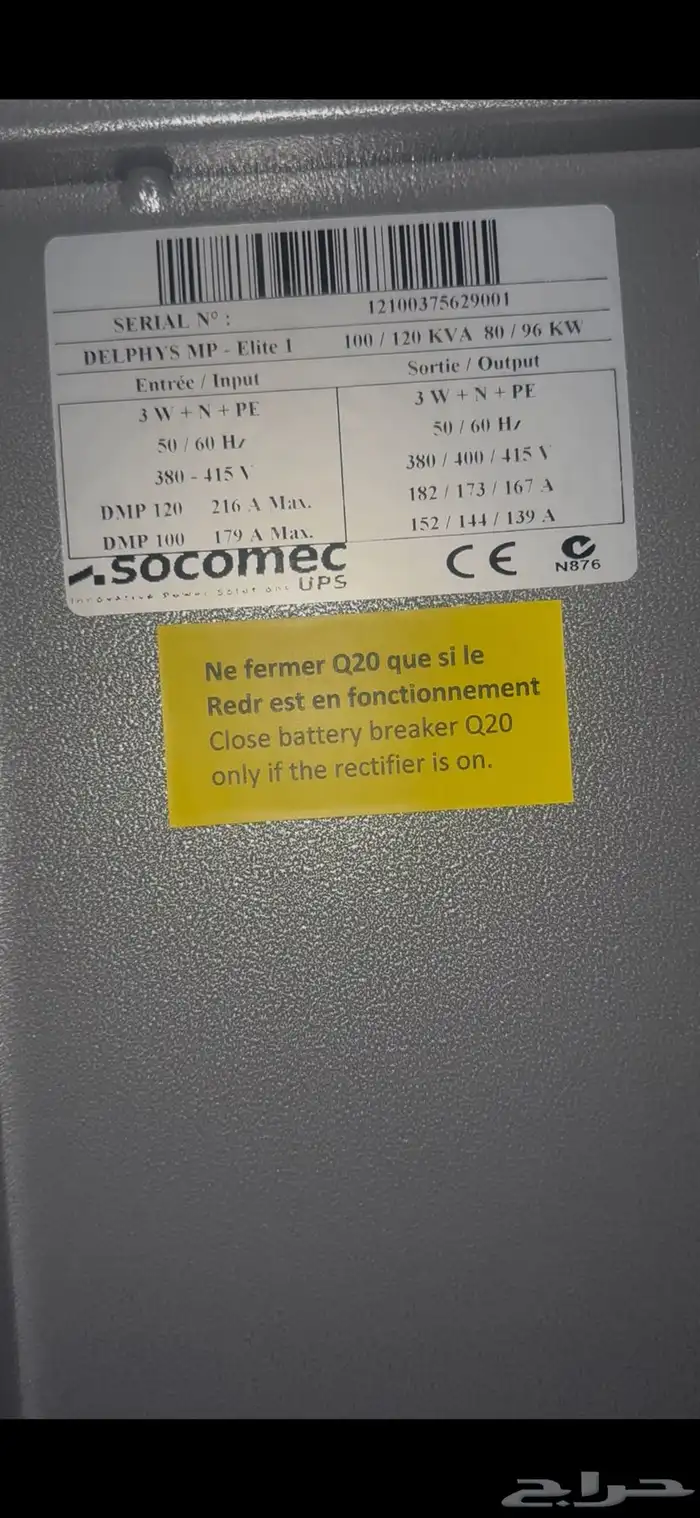 SERIAL N° : 12100375629001
DELPHYS MP - Elite 1 100 / 120 KVA 80 / 96 KW
Entrée / Input
3 W + N + PE
50 / 60 Hz
380 - 415 V
DMP 120 216 A Max.
DMP 100 179 A Max.
Sortie / Output
3 W + N + PE
50 / 60 Hz
380 / 400 / 415 V
182 / 173 / 167 A
152 / 144 / 139 A
socomec
UPS
Innovative Power Solutions
CE
N876
Ne fermer Q20 que si le
Redr est en fonctionnement
Close battery breaker Q20
only if the rectifier is on.
حراج